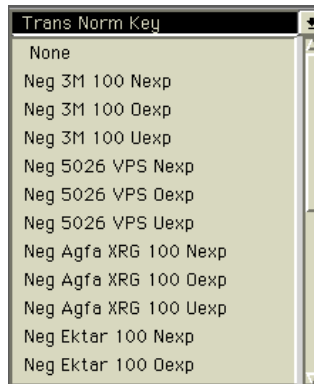 Trans Norm Key
None
Neg 3M 100 Nexp
Neg 3M 100 Oexp
Neg 3M 100 Uexp
Neg 5026 VPS Nexp
Neg 5026 VPS Oexp
Neg 5026 VPS Uexp
Neg Agfa XRG 100 Nexp
Neg Agfa XRG 100 Oexp
Neg Agfa XRG 100 Uexp
Neg Ektar 100 Nexp
Neg Ektar 100 Oexp